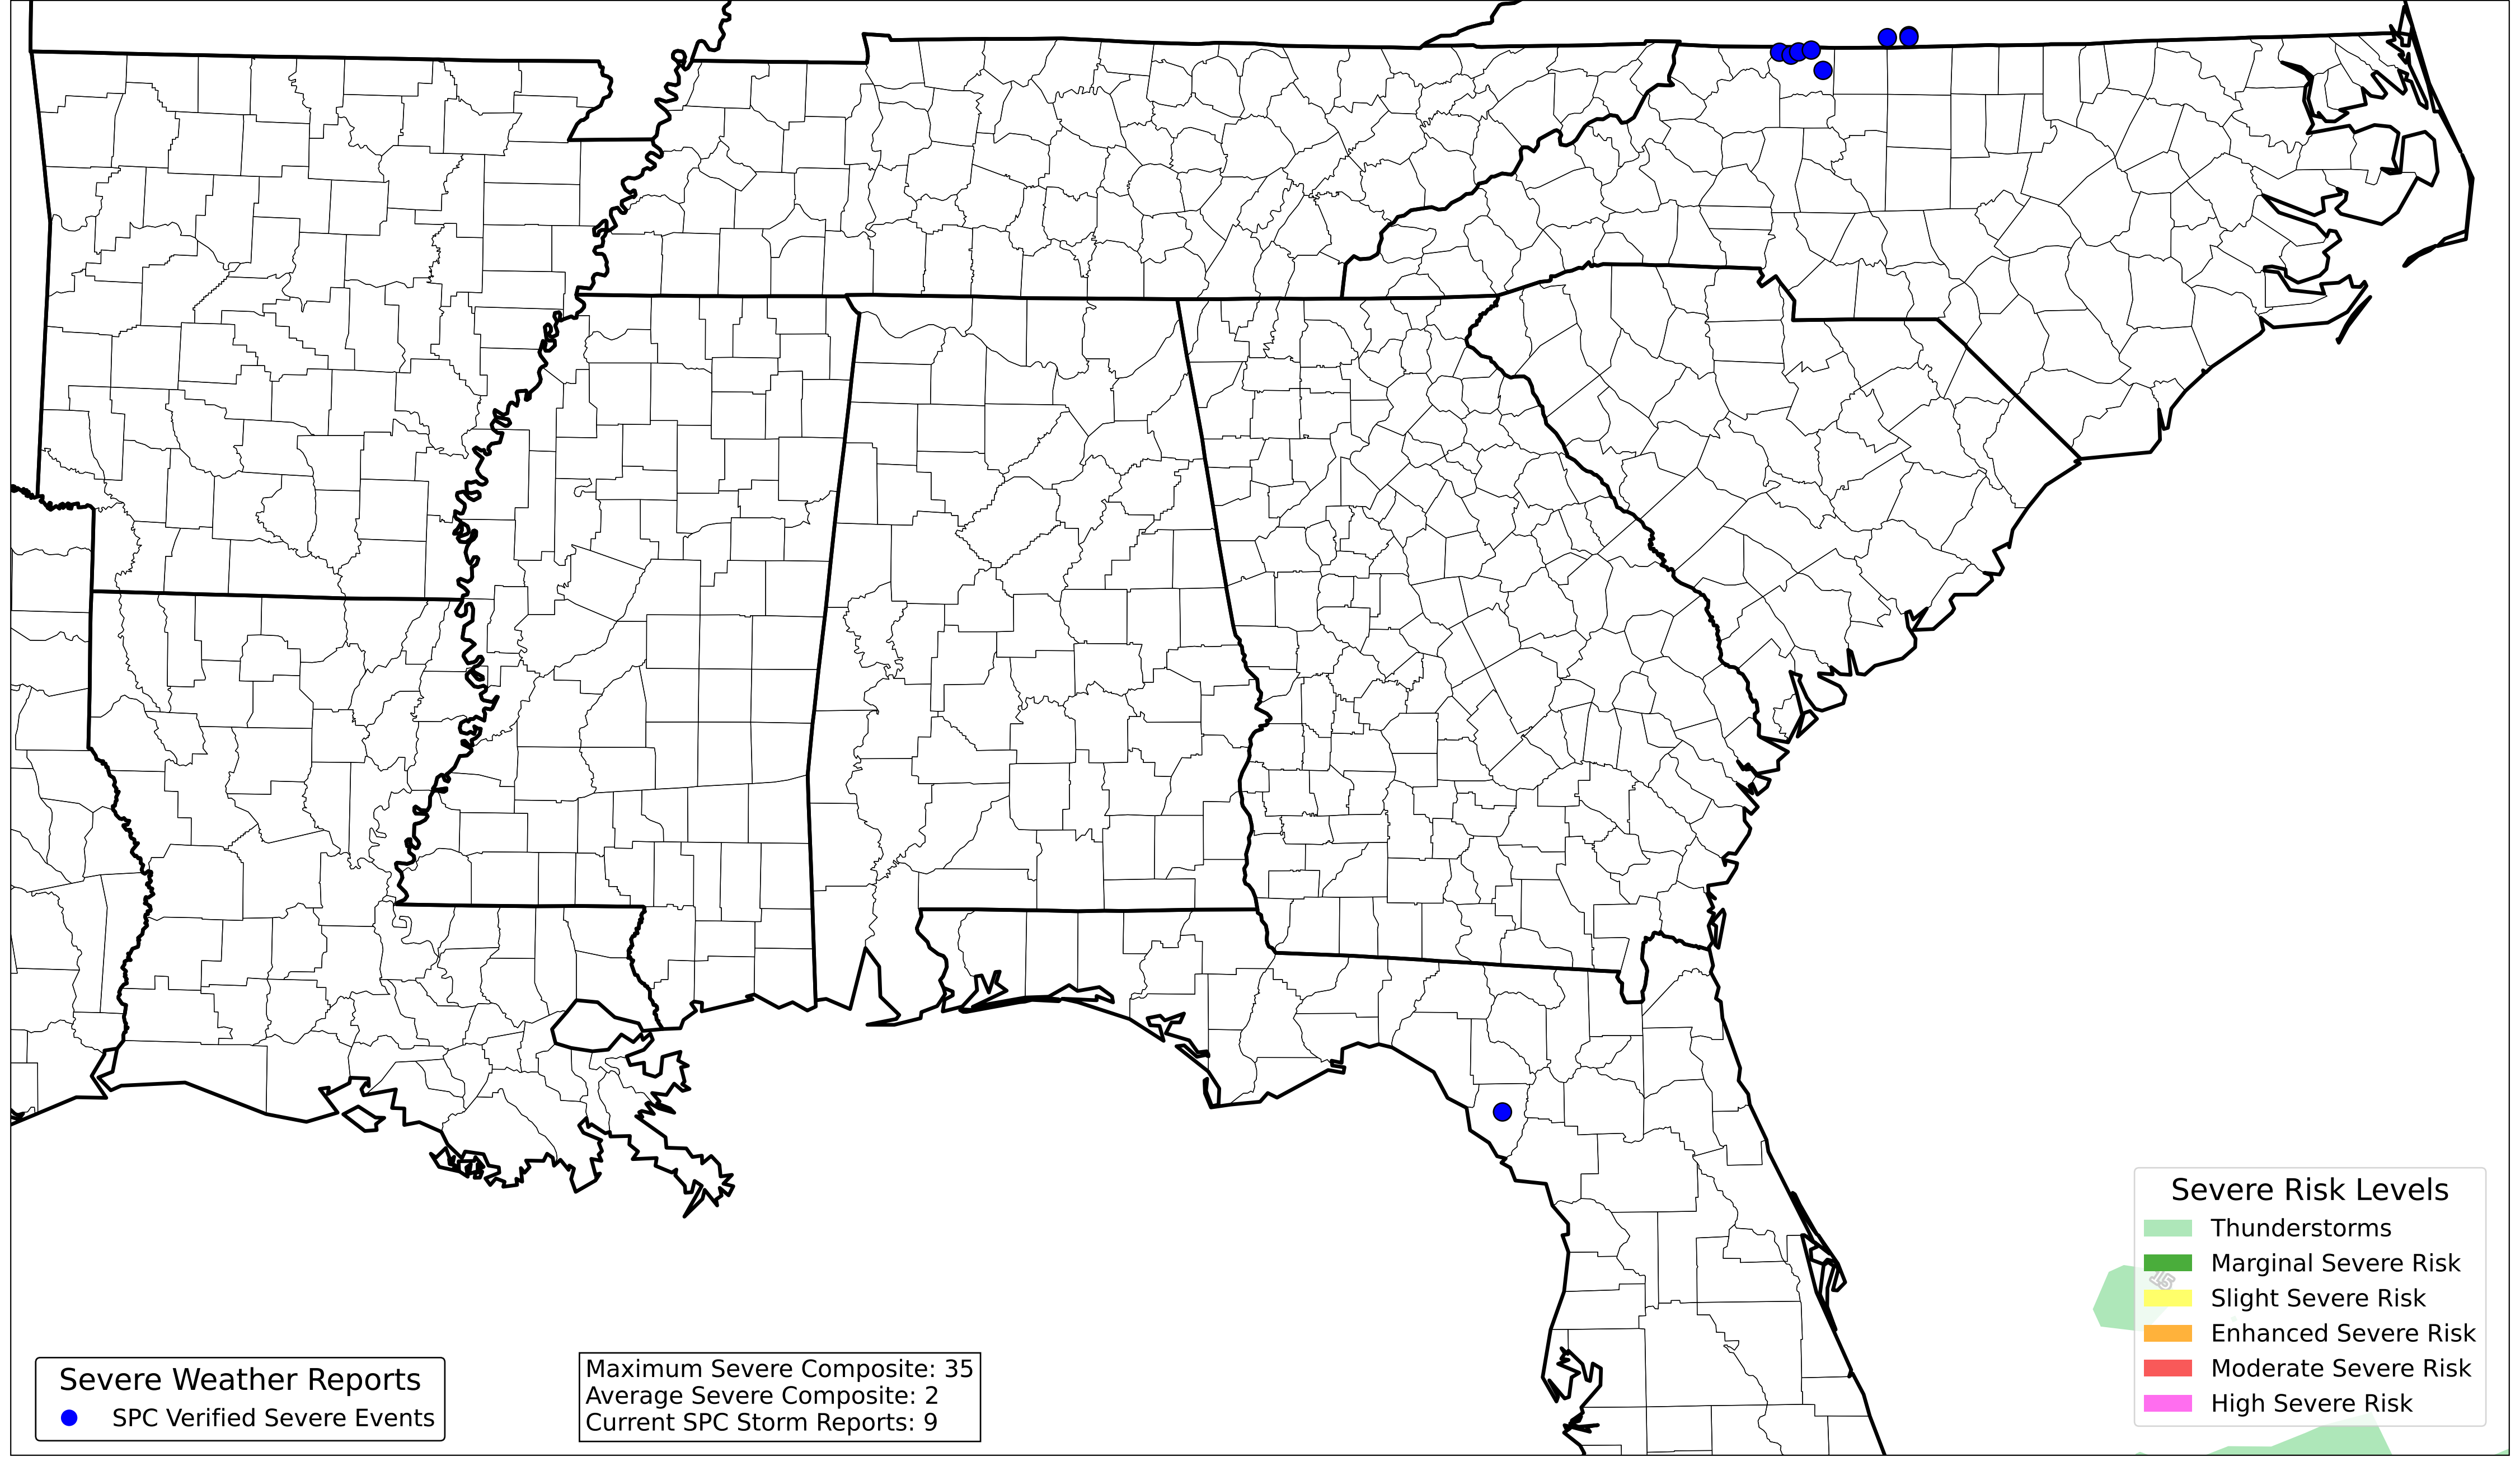 15
Severe Risk Levels
Thunderstorms
Marginal Severe Risk
Slight Severe Risk
Enhanced Severe Risk
Moderate Severe Risk
High Severe Risk
Severe Weather Reports
SPC Verified Severe Events
Maximum Severe Composite: 35
Average Severe Composite: 2
Current SPC Storm Reports: 9